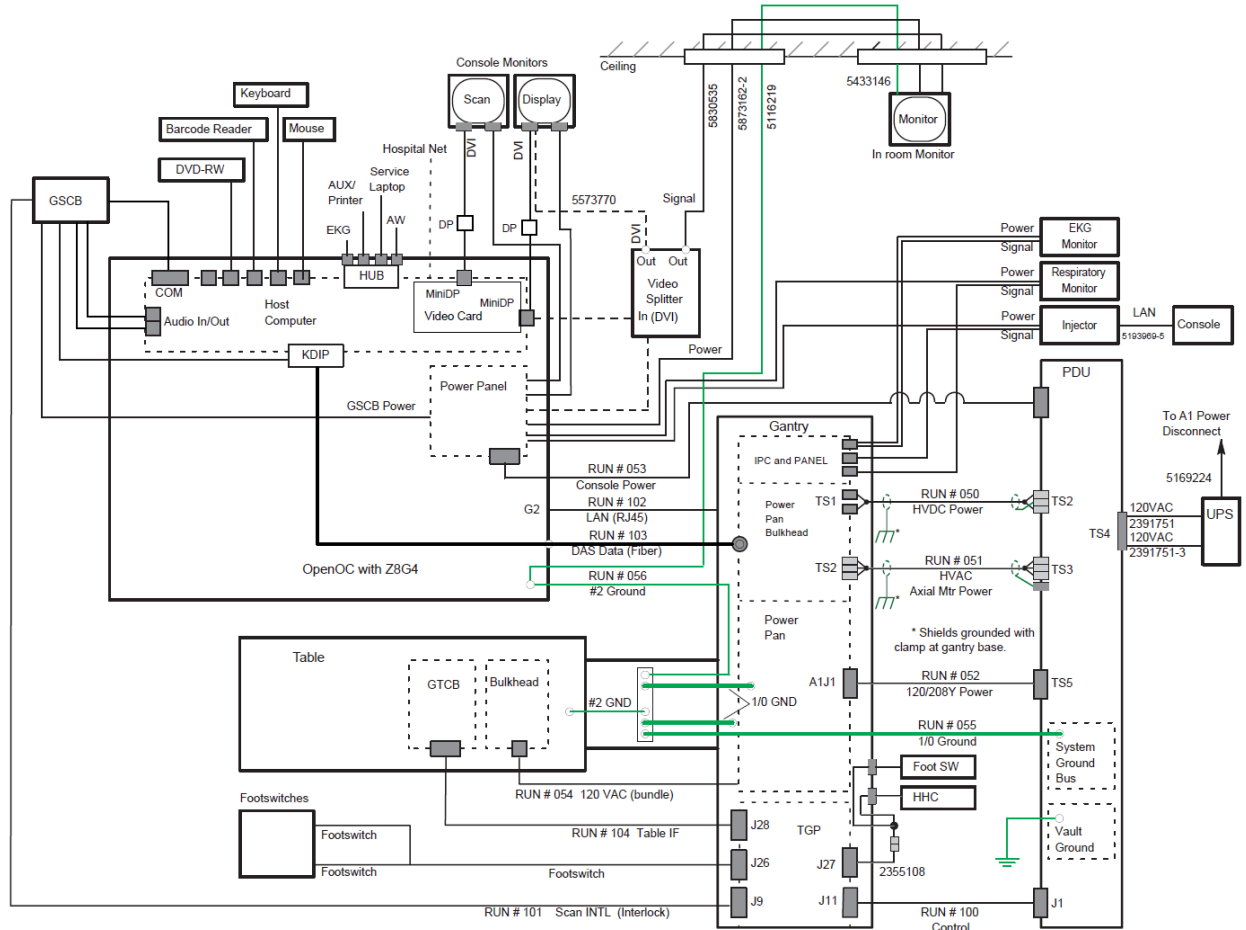 Console Monitors
Ceiling
Keyboard
Scan
Display
5830535
5873162-2
5116219
5433146
Monitor
In room Monitor
Barcode Reader
Mouse
DVI
DVI
Hospital Net
DVD-RW
Service
Laptop
AUX/
Printer
AW
EKG
GSCB
5573770
Signal
DP
DP
DVI
Out
Out
Video
Splitter
In (DVI)
HUB
COM
Host
Computer
Audio In/Out
MiniDP
MiniDP
Video Card
KDIP
Power
Power Panel
GSCB Power
Power
Signal
EKG
Monitor
Power
Signal
Respiratory
Monitor
Power
Signal
Injector
LAN
5193969-5
Console
PDU
To A1 Power
Disconnect
5169224
UPS
Gantry
IPC and PANEL
RUN # 053
Console Power
G2
RUN # 102
LAN (RJ45)
RUN # 103
DAS Data (Fiber)
RUN # 056
#2 Ground
OpenOC with Z8G4
Power
Pan
Bulkhead
TS1
RUN # 050
HVDC Power
TS2
*
TS4
120VAC
2391751
120VAC
2391751-3
TS2
RUN # 051
HVAC
Axial Mtr Power
TS3
*
Power
Pan
* Shields grounded with
clamp at gantry base.
Table
GTCB
Bulkhead
#2 GND
1/0 GND
A1J1
RUN # 052
120/208Y Power
TS5
RUN # 055
1/0 Ground
System
Ground
Bus
Foot SW
HHC
RUN # 054 120 VAC (bundle)
Footswitches
Footswitch
Footswitch
Footswitch
RUN # 104 Table IF
J28
TGP
J26
J27
2355108
Vault
Ground
J9
J11
RUN # 101 Scan INTL (Interlock)
RUN # 100
Control
J1